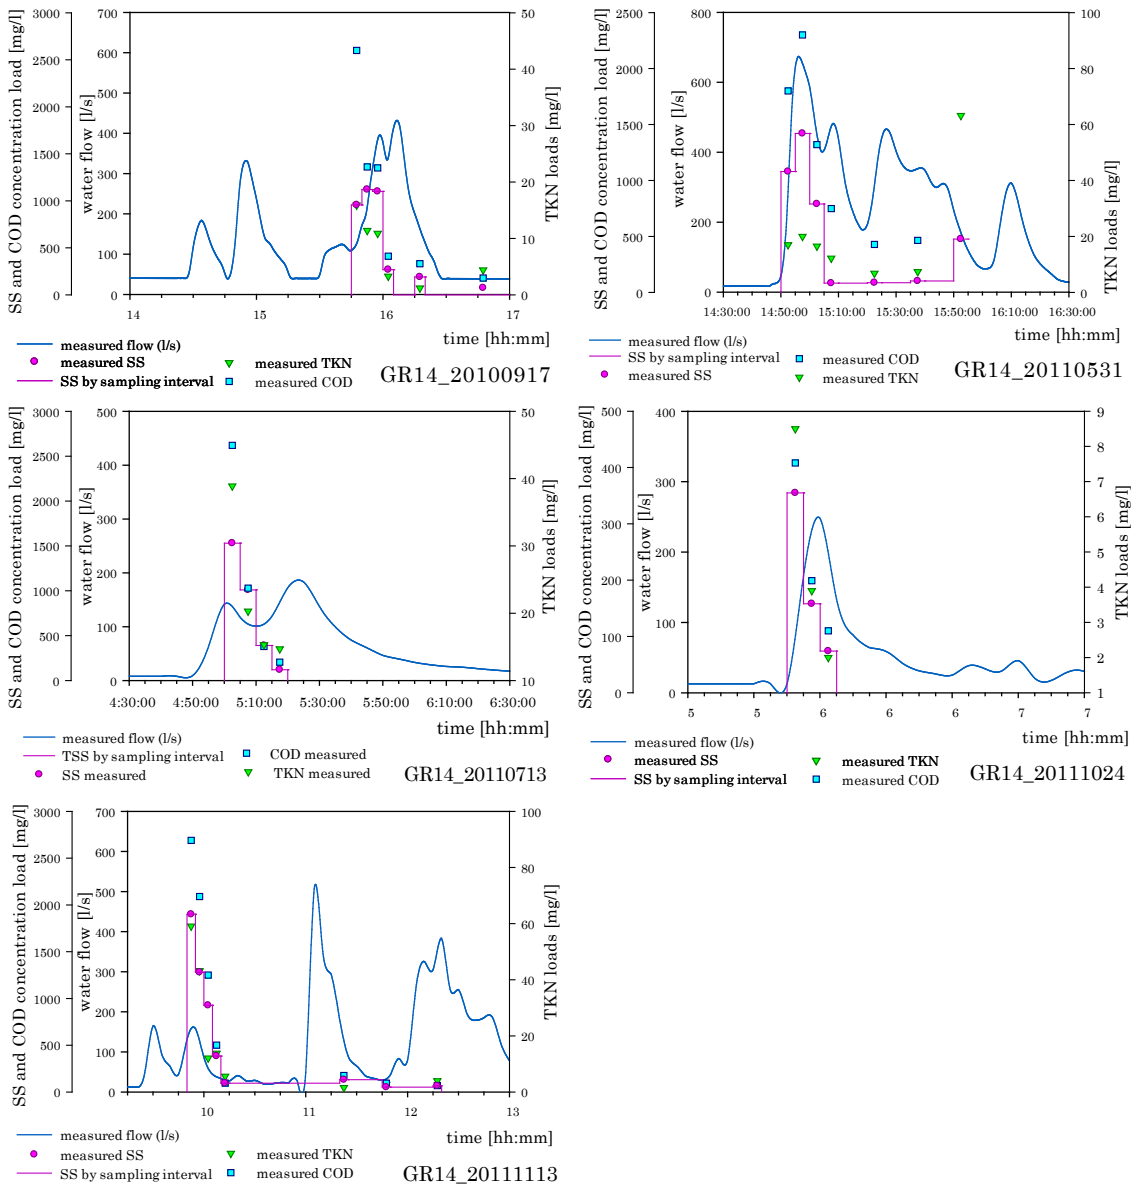 SS and COD concentration load [mg/l]
3000
2500
2000
1500
1000
500
0
water flow [l/s]
700
600
500
400
300
200
100
0
50
40
30
20
10
0
TKN loads [mg/l]
14
15
16
17
time [hh:mm]
measured flow (l/s)
measured SS
SS by sampling interval
measured TKN
measured COD
GR14_20100917
SS and COD concentration load [mg/l]
2500
2000
1500
1000
500
0
water flow [l/s]
800
600
400
200
0
100
80
60
40
20
0
TKN loads [mg/l]
14:30:00
14:50:00
15:10:00
15:30:00
15:50:00
16:10:00
16:30:00
time [hh:mm]
measured flow (l/s)
SS by sampling interval
measured SS
measured COD
measured TKN
GR14_20110531
SS and COD concentration load [mg/l]
3000
2500
2000
1500
1000
500
0
water flow [l/s]
500
400
300
200
100
0
50
40
30
20
10
TKN loads [mg/l]
4:30:00
4:50:00
5:10:00
5:30:00
5:50:00
6:10:00
6:30:00
time [hh:mm]
measured flow (l/s)
TSS by sampling interval
SS measured
COD measured
TKN measured
GR14_20110713
SS and COD concentration load [mg/l]
500
400
300
200
100
0
water flow [l/s]
400
300
200
100
0
9
8
7
6
5
4
3
2
1
TKN loads [mg/l]
5
5
6
6
6
7
7
time [hh:mm]
measured flow (l/s)
measured SS
SS by sampling interval
measured TKN
measured COD
GR14_20111024
SS and COD concentration load [mg/l]
3000
2500
2000
1500
1000
500
0
water flow [l/s]
700
600
500
400
300
200
100
0
100
80
60
40
20
0
TKN loads [mg/l]
10
11
12
13
time [hh:mm]
measured flow (l/s)
measured SS
SS by sampling interval
measured TKN
measured COD
GR14_20111113